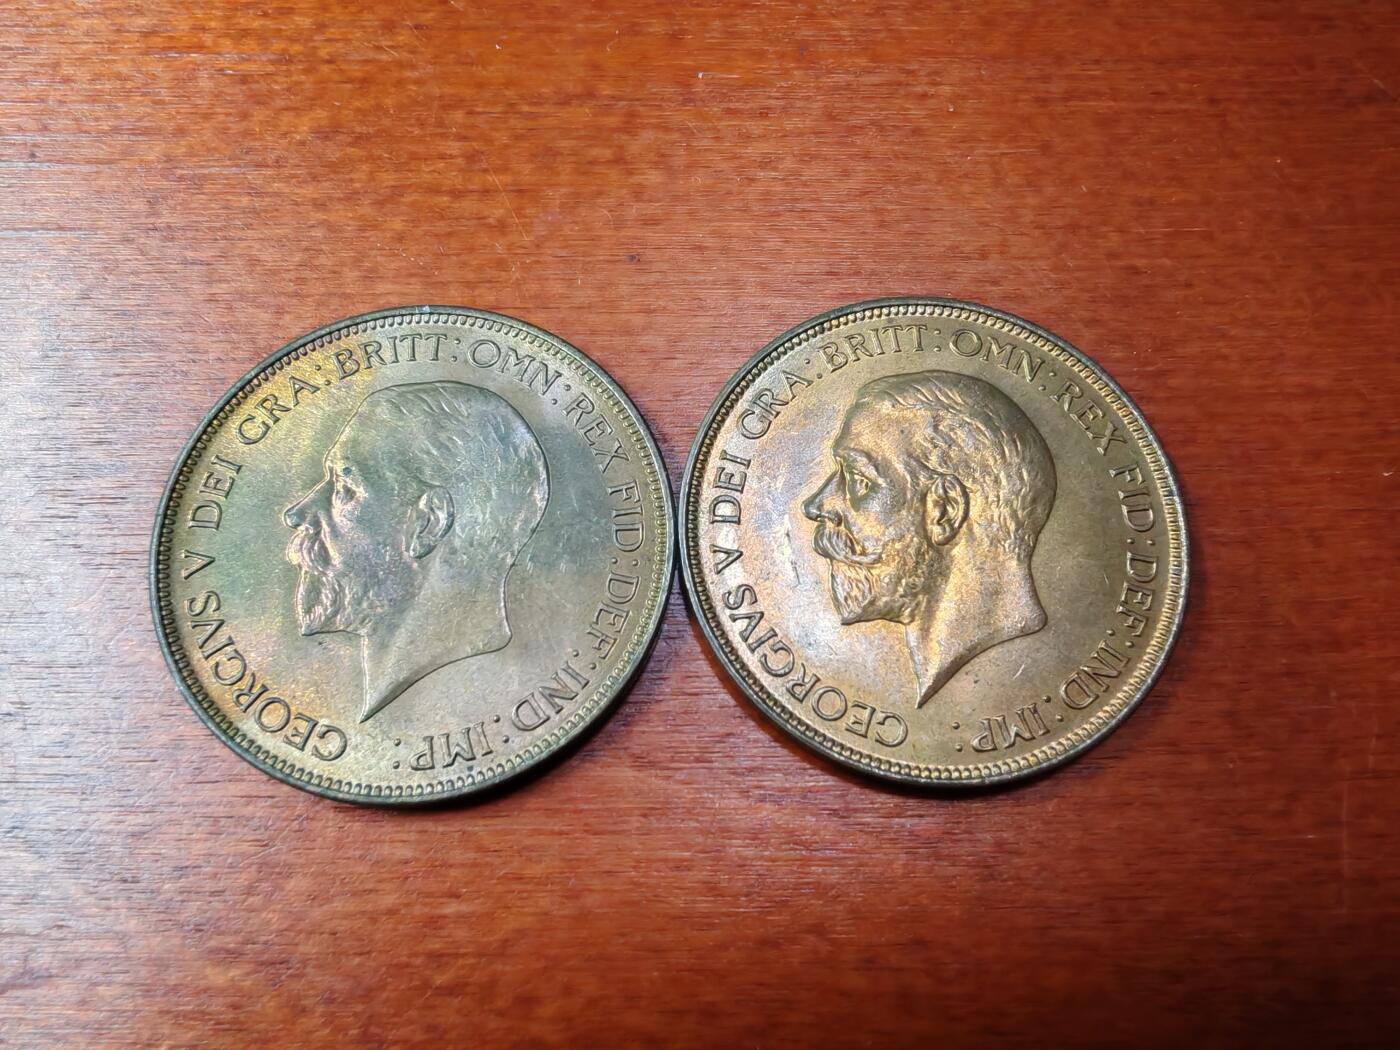 GEORGIVS V DEI GRA: BRITT: OMN: REX FID: DEF: IND: IMP:
GEORGIVS V DEI GRA: BRITT: OMN: REX FID: DEF: IND: IMP: